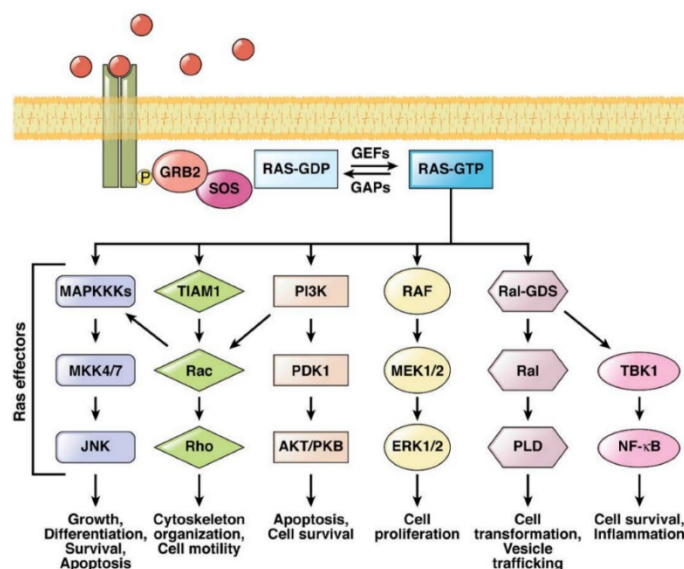 GEFs
P
GRB2
SOS
RAS-GDP
RAS-GTP
GAPs
Ras effectors
MAPKKKs
TIAM1
PI3K
RAF
Ral-GDS
MKK4/7
Rac
PDK1
MEK1/2
Ral
TBK1
JNK
Rho
AKT/PKB
ERK1/2
PLD
NF-κB
Growth,
Differentiation,
Survival,
Apoptosis
Cytoskeleton
organization,
Cell motility
Apoptosis,
Cell survival
Cell
proliferation
Cell
transformation,
Vesicle
trafficking
Cell survival,
Inflammation